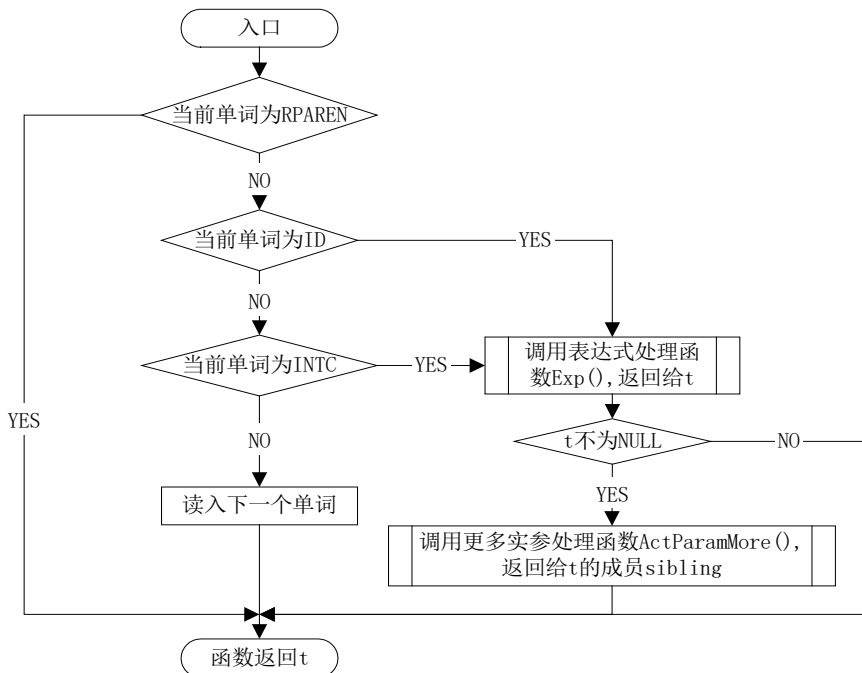 入口
当前单词为RPAREN
NO
当前单词为ID
YES
NO
当前单词为INTC
YES
调用表达式处理函
数Exp(),返回给t
YES
NO
t不为NULL
NO
YES
读入下一个单词
调用更多实参处理函数ActParamMore(),
返回给t的成员sibling
函数返回t